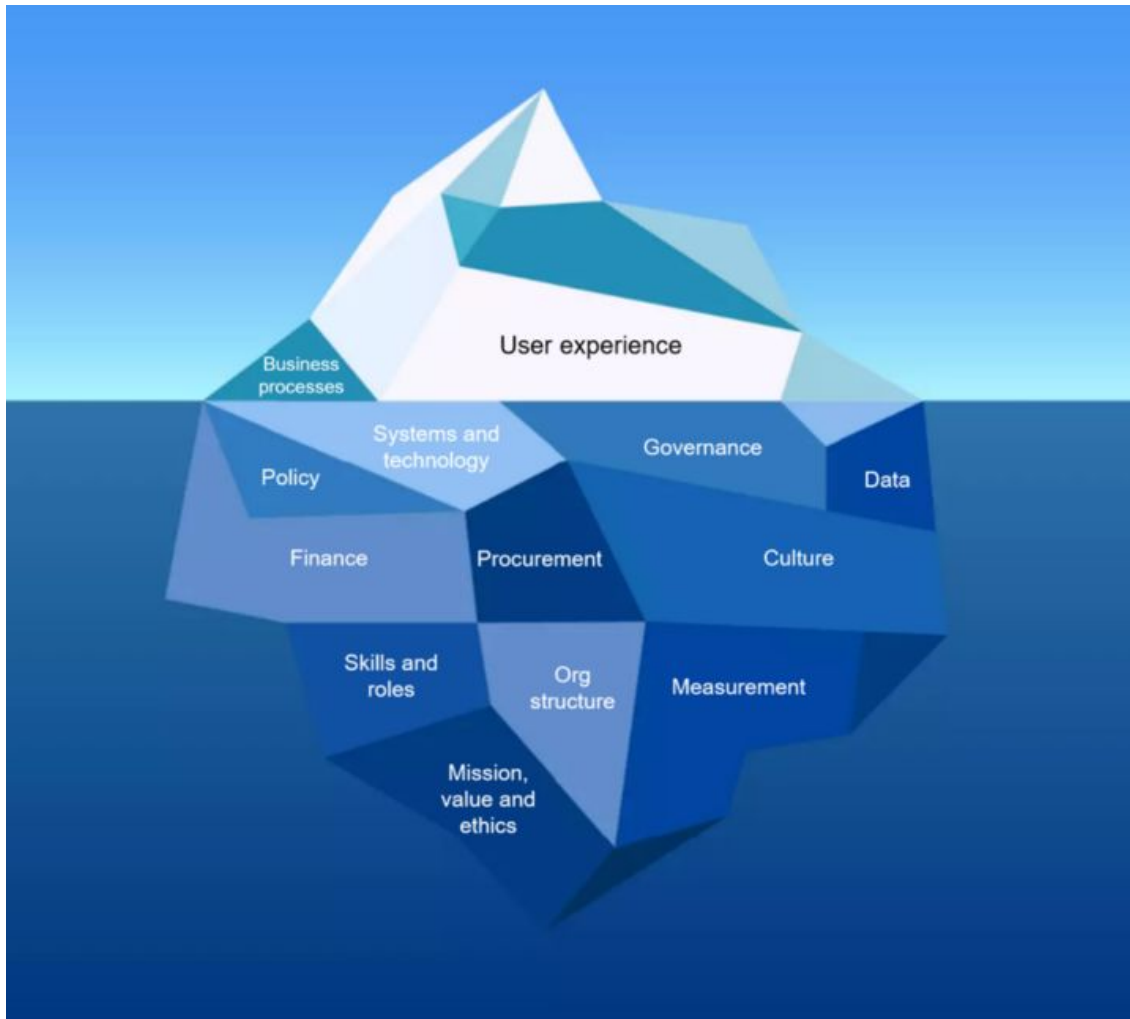 User experience
Business
processes
Systems and
technology
Governance
Policy
Data
Finance
Procurement
Culture
Skills and
roles
Org
structure
Measurement
Mission,
value and
ethics